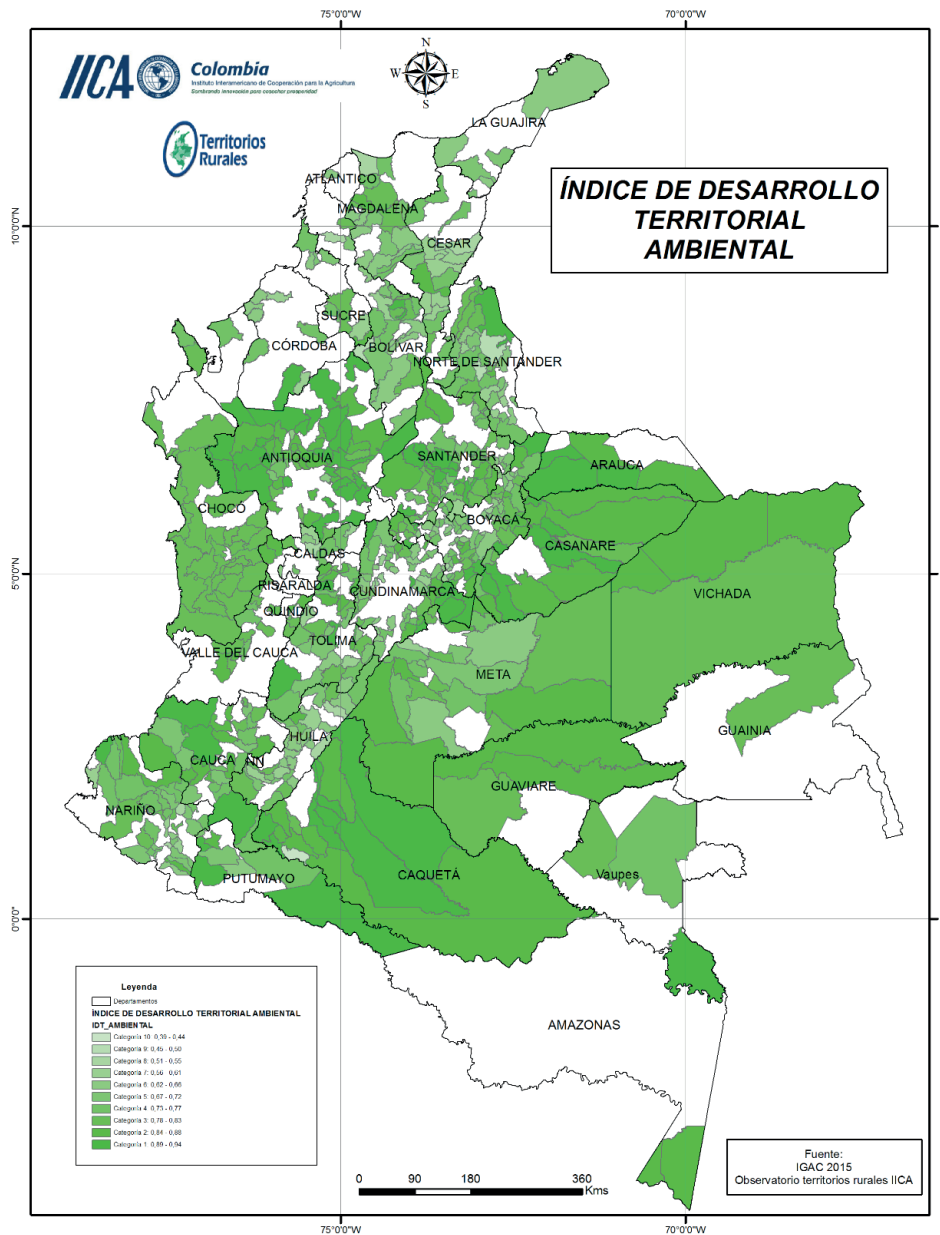 75°0'0"W
70°0'0"W
IICA
Colombia
Instituto Interamericano de Cooperación para la Agricultura
Sembrando innovación para cosechar prosperidad
Territorios
Rurales
N
W
E
S
ÍNDICE DE DESARROLLO
TERRITORIAL
AMBIENTAL
10°0'0"N
5°0'0"N
0°0'0"
LA GUAJIRA
ATLANTICO
MAGDALENA
CESAR
SUCRE
CÓRDOBA
BOLIVAR
NORTE DE SANTANDER
ANTIOQUIA
SANTANDER
ARAUCA
CHOCÓ
BOYACÁ
CASANARE
CALDAS
RISARALDA
CUNDINAMARCA
VICHADA
QUINDIO
TOLIMA
VALLE DEL CAUCA
META
GUAINIA
HUILA
CAUCA
NN
GUAVIARE
NARIÑO
PUTUMAYO
CAQUETÁ
Vaupes
AMAZONAS
Leyenda
Departamentos
ÍNDICE DE DESARROLLO TERRITORIAL AMBIENTAL
IDT_AMBIENTAL
Categoría 10: 0,39 - 0,44
Categoría 9: 0,45 - 0,50
Categoría 8: 0,51 - 0,55
Categoría 7: 0,56 - 0,61
Categoría 6: 0,62 - 0,66
Categoría 5: 0,67 - 0,72
Categoría 4: 0,73 - 0,77
Categoría 3: 0,78 - 0,83
Categoría 2: 0,84 - 0,88
Categoría 1: 0,89 - 0,94
0 90 180 360
Kms
Fuente:
IGAC 2015
Observatorio territorios rurales IICA
75°0'0"W
70°0'0"W